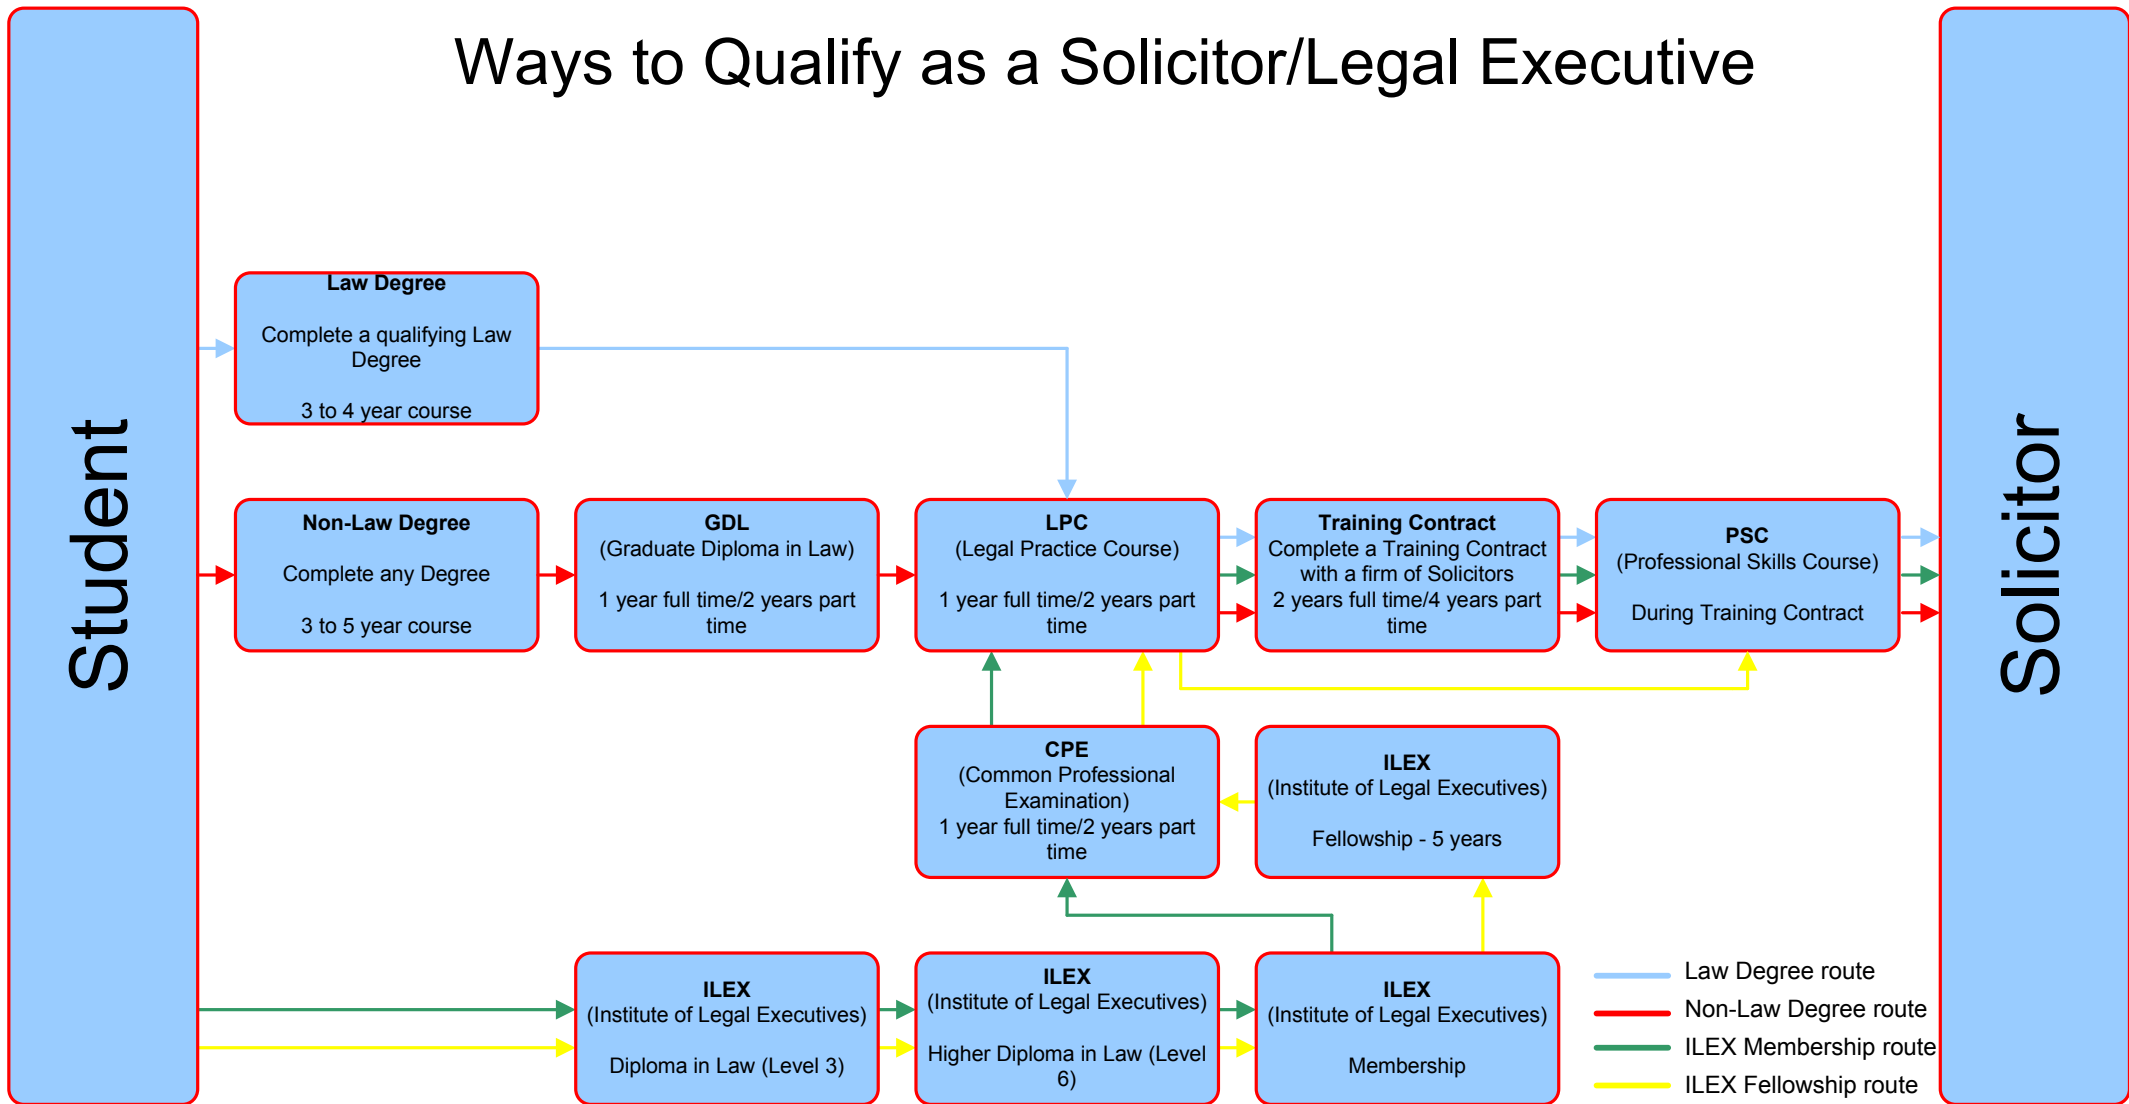 Ways to Qualify as a Solicitor/Legal Executive
Student
Law Degree
Complete a qualifying Law
Degree
3 to 4 year course
Non-Law Degree
Complete any Degree
3 to 5 year course
GDL
(Graduate Diploma in Law)
1 year full time/2 years part
time
LPC
(Legal Practice Course)
1 year full time/2 years part
time
Training Contract
Complete a Training Contract
with a firm of Solicitors
2 years full time/4 years part
time
PSC
(Professional Skills Course)
During Training Contract
Solicitor
CPE
(Common Professional
Examination)
1 year full time/2 years part
time
ILEX
(Institute of Legal Executives)
Fellowship - 5 years
ILEX
(Institute of Legal Executives)
Diploma in Law (Level 3)
ILEX
(Institute of Legal Executives)
Higher Diploma in Law (Level
6)
ILEX
(Institute of Legal Executives)
Membership
Law Degree route
Non-Law Degree route
ILEX Membership route
ILEX Fellowship route